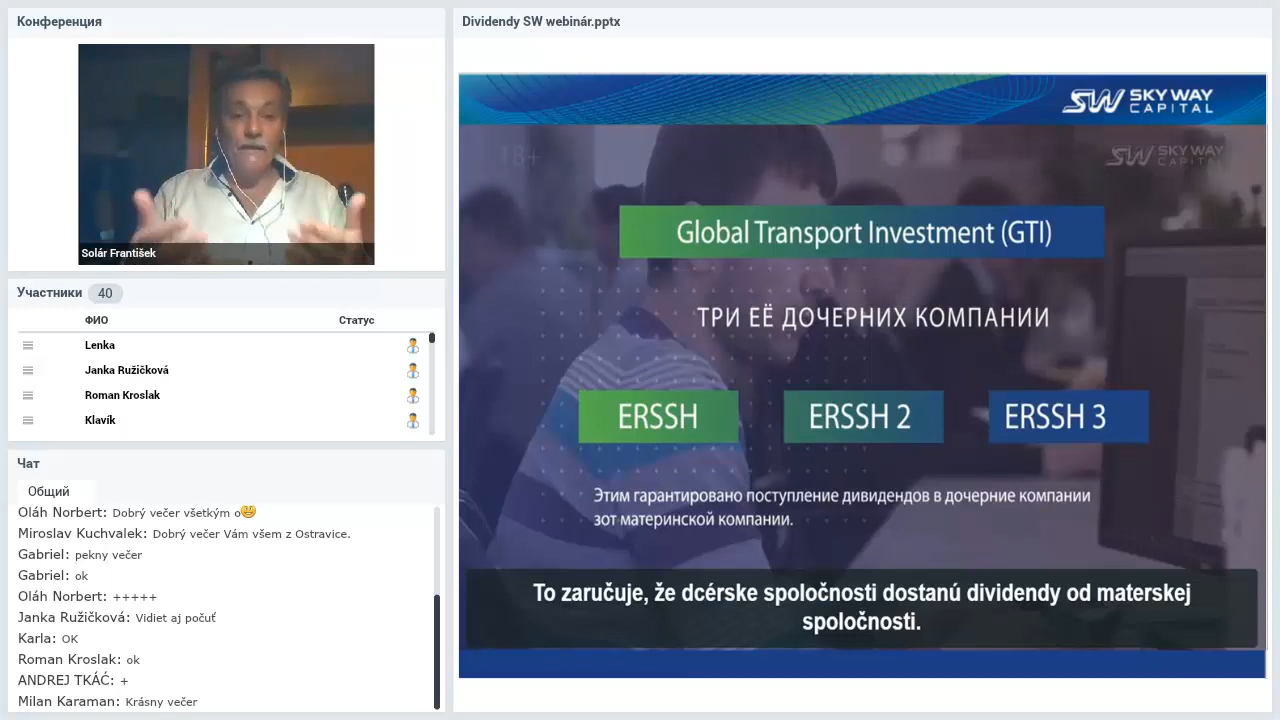 Конференция
Solár František
Участники 40
ФИО Статус
Lenka
Janka Ružičková
Roman Kroslak
Klavík
Чат
Общий
Oláh Norbert: Dobrý večer všetkým o
Miroslav Kuchvalek: Dobrý večer Vám všem z Ostravice.
Gabriel: pekny večer
Gabriel: ok
Oláh Norbert: +++++
Janka Ružičková: Vidiet aj počuť
Karla: OK
Roman Kroslak: ok
ANDREJ TKÁČ: +
Milan Karaman: Krásny večer
Dividendy SW webinár.pptx
SW SKY WAY
CAPITAL
18+
SW SKY WAY
CAPITAL
Global Transport Investment (GTI)
ТРИ ЕЁ ДОЧЕРНИХ КОМПАНИИ
ERSSH ERSSH 2 ERSSH 3
Этим гарантировано поступление дивидендов в дочерние компании
зот материнской компании.
To zaručuje, že dcérske spoločnosti dostanú dividendy od materskej
spoločnosti.